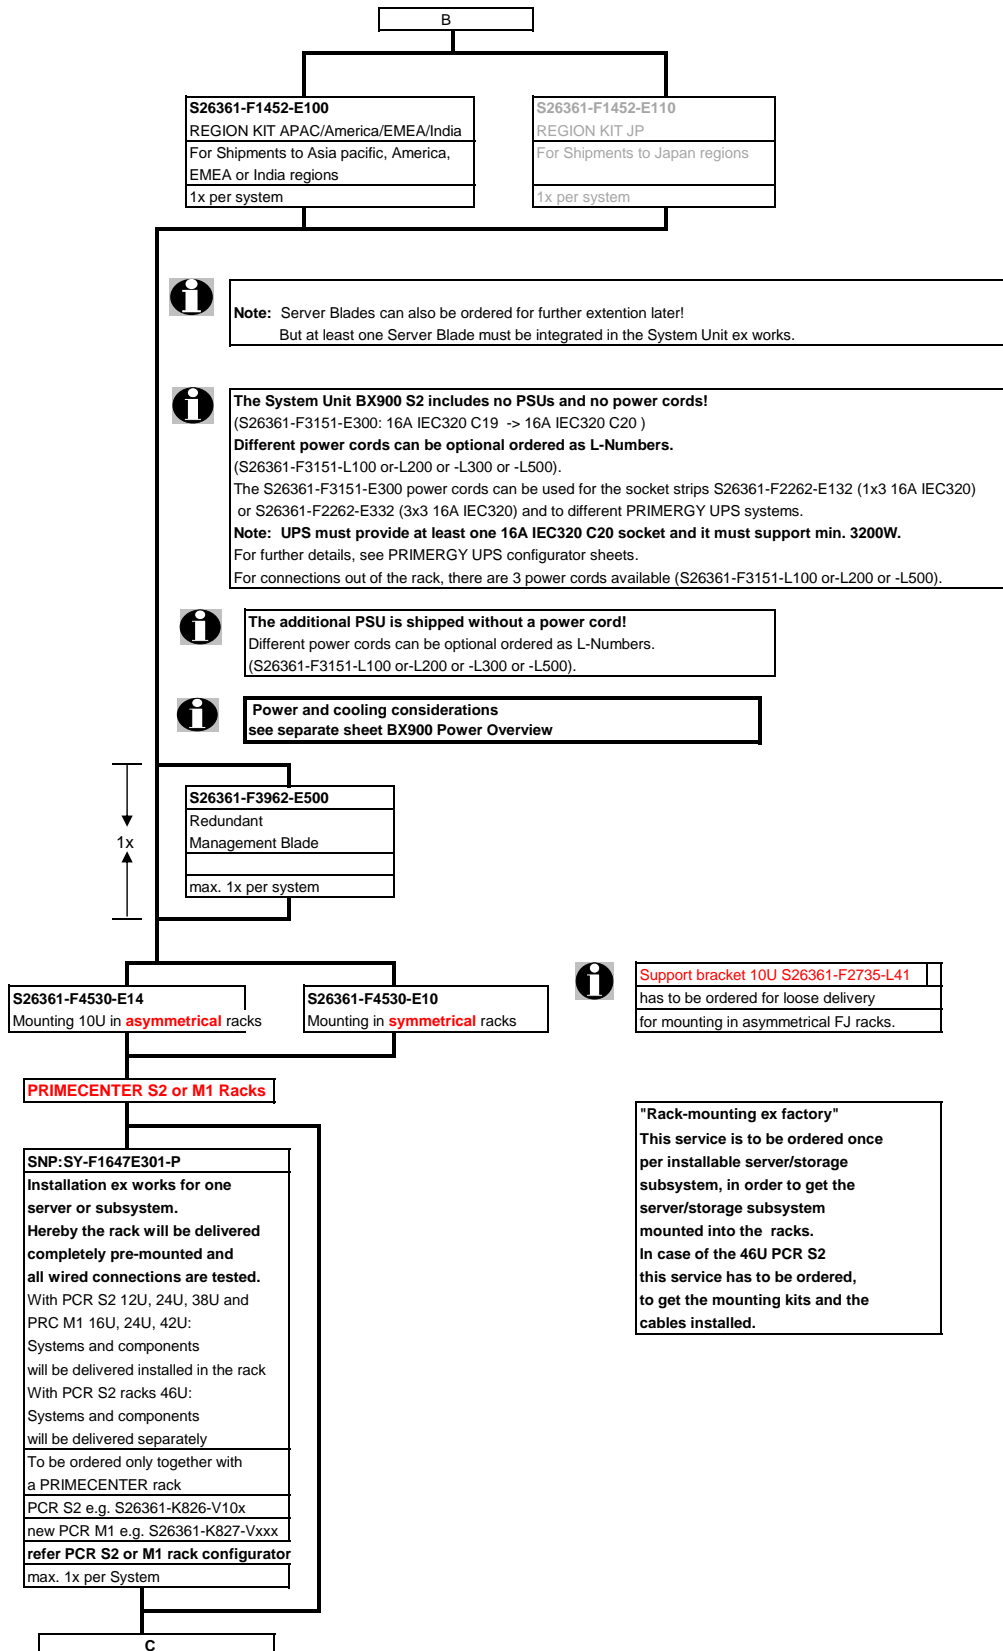 B
S26361-F1452-E100
REGION KIT APAC/America/EMEA/India
For Shipments to Asia pacific, America,
EMEA or India regions
1x per system
S26361-F1452-E110
REGION KIT JP
For Shipments to Japan regions
1x per system
Note: Server Blades can also be ordered for further extention later!
But at least one Server Blade must be integrated in the System Unit ex works.
The System Unit BX900 S2 includes no PSUs and no power cords!
(S26361-F3151-E300: 16A IEC320 C19 -> 16A IEC320 C20 )
Different power cords can be optional ordered as L-Numbers.
(S26361-F3151-L100 or-L200 or -L300 or -L500).
The S26361-F3151-E300 power cords can be used for the socket strips S26361-F2262-E132 (1x3 16A IEC320)
or S26361-F2262-E332 (3x3 16A IEC320) and to different PRIMERGY UPS systems.
Note: UPS must provide at least one 16A IEC320 C20 socket and it must support min. 3200W.
For further details, see PRIMERGY UPS configurator sheets.
For connections out of the rack, there are 3 power cords available (S26361-F3151-L100 or-L200 or -L500).
The additional PSU is shipped without a power cord!
Different power cords can be optional ordered as L-Numbers.
(S26361-F3151-L100 or-L200 or -L300 or -L500).
Power and cooling considerations
see separate sheet BX900 Power Overview
1x
S26361-F3962-E500
Redundant
Management Blade
max. 1x per system
S26361-F4530-E14
Mounting 10U in asymmetrical racks
S26361-F4530-E10
Mounting in symmetrical racks
Support bracket 10U S26361-F2735-L41
has to be ordered for loose delivery
for mounting in asymmetrical FJ racks.
PRIMECENTER S2 or M1 Racks
SNP:SY-F1647E301-P
Installation ex works for one
server or subsystem.
Hereby the rack will be delivered
completely pre-mounted and
all wired connections are tested.
With PCR S2 12U, 24U, 38U and
PRC M1 16U, 24U, 42U:
Systems and components
will be delivered installed in the rack
With PCR S2 racks 46U:
Systems and components
will be delivered separately
To be ordered only together with
a PRIMECENTER rack
PCR S2 e.g. S26361-K826-V10x
new PCR M1 e.g. S26361-K827-Vxxx
refer PCR S2 or M1 rack configurator
max. 1x per System
"Rack-mounting ex factory"
This service is to be ordered once
per installable server/storage
subsystem, in order to get the
server/storage subsystem
mounted into the racks.
In case of the 46U PCR S2
this service has to be ordered,
to get the mounting kits and the
cables installed.
C